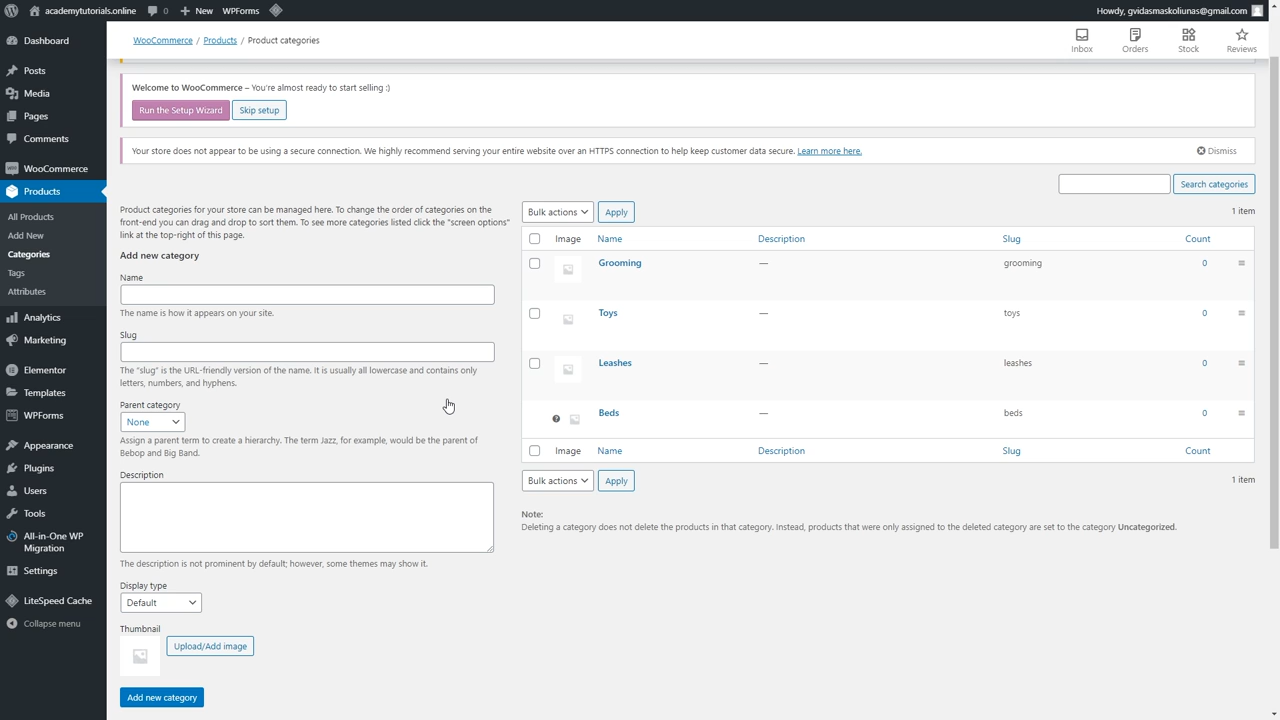 academytutorials.online
0
New
WPForms
Howdy, gvidasmaskoliunas@gmail.com
Dashboard
Posts
Media
Pages
Comments
WooCommerce
Products
All Products
Add New
Categories
Tags
Attributes
Analytics
Marketing
Elementor
Templates
WPForms
Appearance
Plugins
Users
Tools
All-in-One WP
Migration
Settings
LiteSpeed Cache
Collapse menu
WooCommerce / Products / Product categories
Inbox
Orders
Stock
Reviews
Welcome to WooCommerce – You're almost ready to start selling :)
Run the Setup Wizard
Skip setup
Your store does not appear to be using a secure connection. We highly recommend serving your entire website over an HTTPS connection to help keep customer data secure. Learn more here.
Dismiss
Search categories
Product categories for your store can be managed here. To change the order of categories on the
front-end you can drag and drop to sort them. To see more categories listed click the "screen options"
link at the top-right of this page.
Add new category
Name
The name is how it appears on your site.
Slug
The "slug" is the URL-friendly version of the name. It is usually all lowercase and contains only
letters, numbers, and hyphens.
Parent category
None
Assign a parent term to create a hierarchy. The term Jazz, for example, would be the parent of
Bebop and Big Band.
Description
The description is not prominent by default; however, some themes may show it.
Display type
Default
Thumbnail
Upload/Add image
Add new category
Bulk actions
Apply
1 item
Image Name Description Slug Count
Grooming — grooming 0
Toys — toys 0
Leashes — leashes 0
Beds — beds 0
Image Name Description Slug Count
Bulk actions
Apply
1 item
Note:
Deleting a category does not delete the products in that category. Instead, products that were only assigned to the deleted category are set to the category Uncategorized.